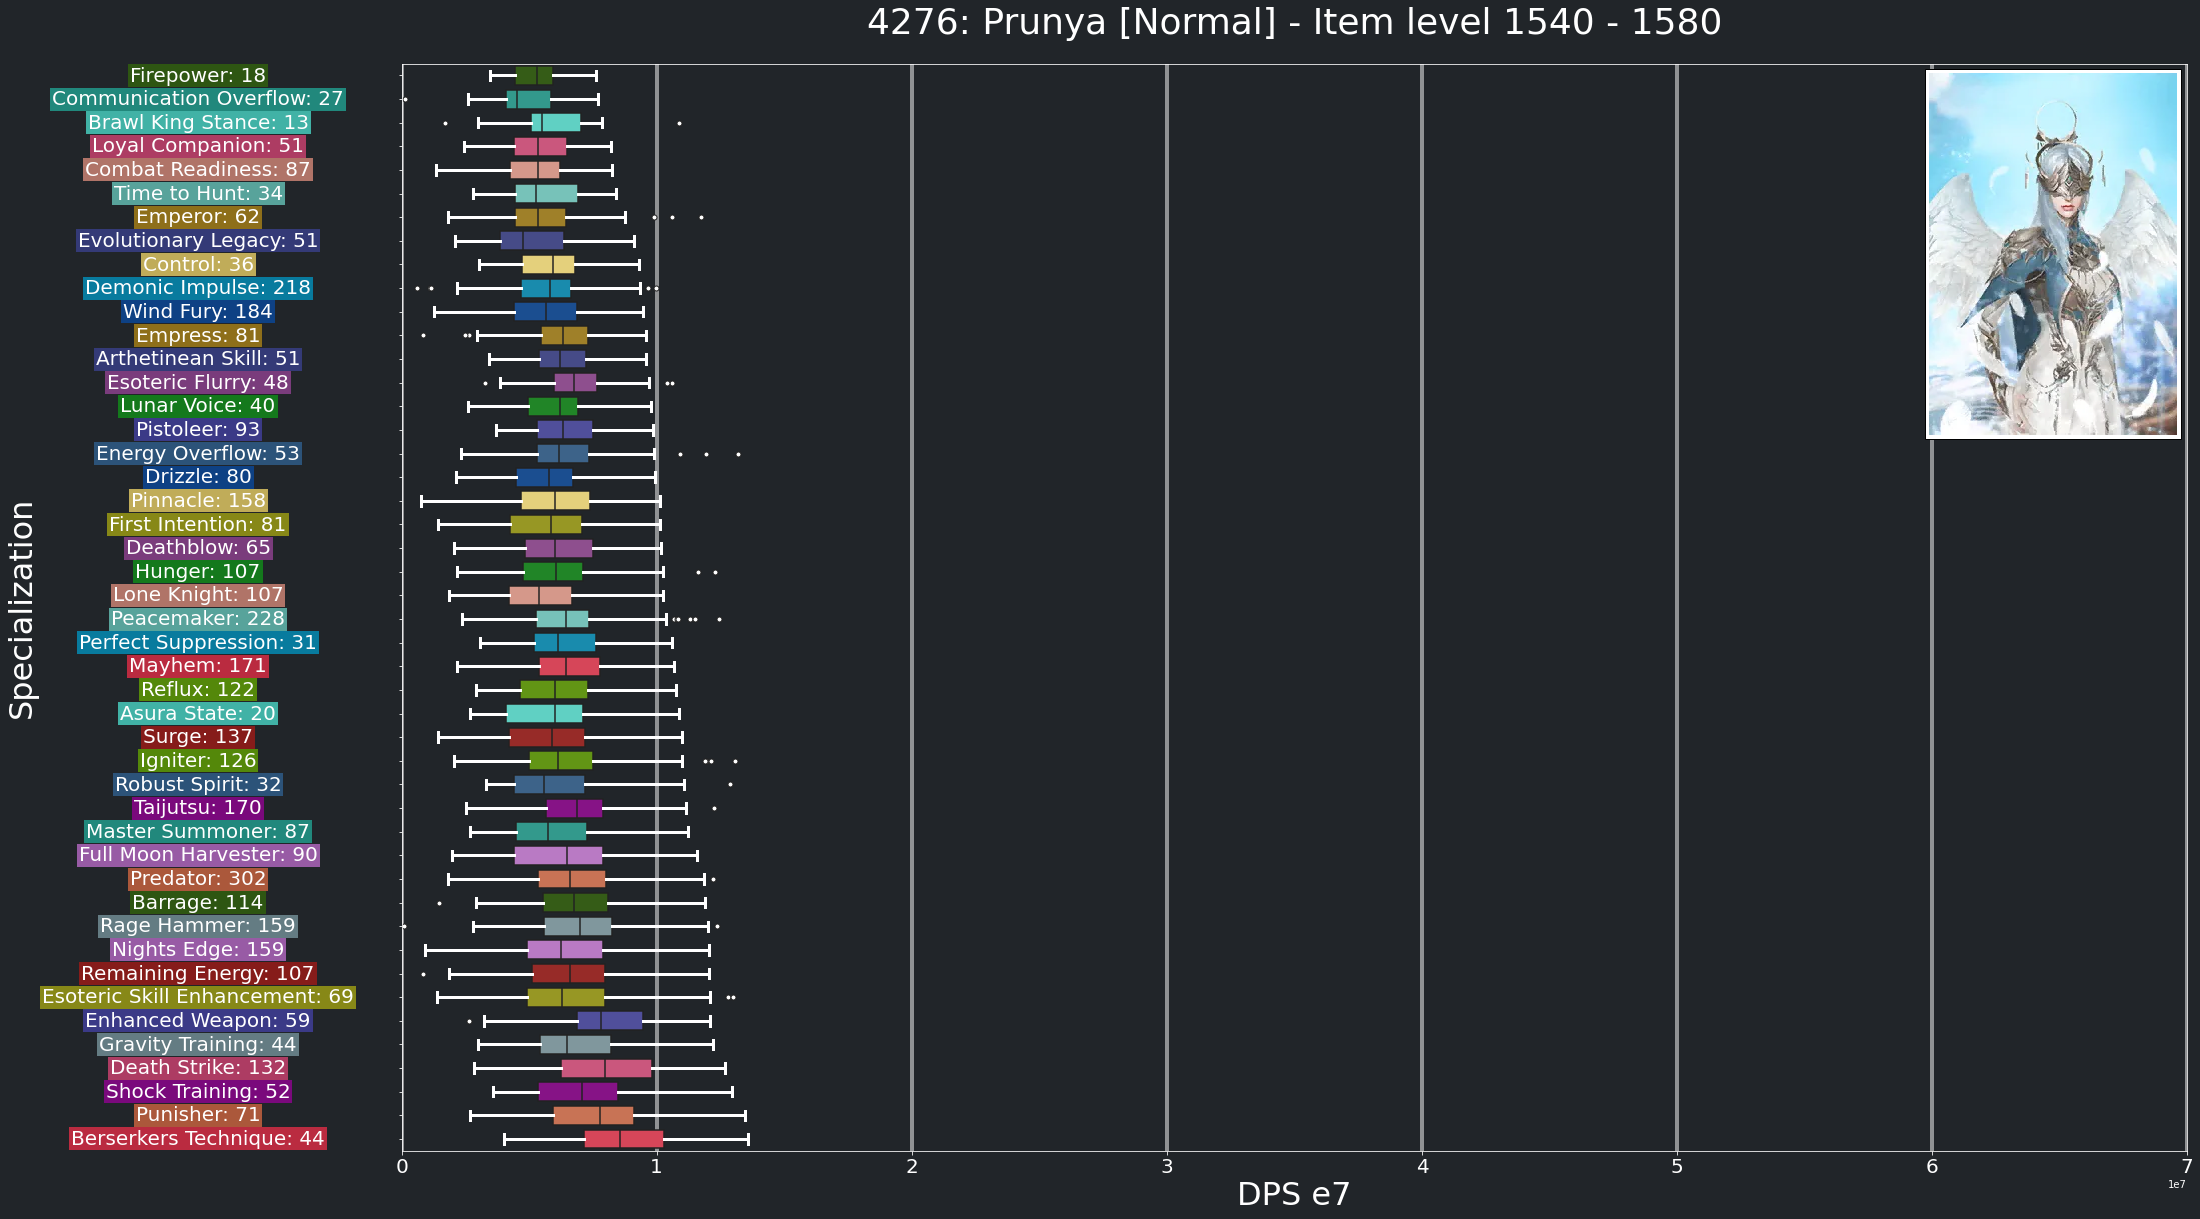 4276: Prunya [Normal] - Item level 1540 - 1580
Firepower: 18
Communication Overflow: 27
Brawl King Stance: 13
Loyal Companion: 51
Combat Readiness: 87
Time to Hunt: 34
Emperor: 62
Evolutionary Legacy: 51
Control: 36
Demonic Impulse: 218
Wind Fury: 184
Empress: 81
Arthetinean Skill: 51
Esoteric Flurry: 48
Lunar Voice: 40
Pistoleer: 93
Energy Overflow: 53
Drizzle: 80
Pinnacle: 158
First Intention: 81
Deathblow: 65
Hunger: 107
Lone Knight: 107
Peacemaker: 228
Perfect Suppression: 31
Mayhem: 171
Reflux: 122
Asura State: 20
Surge: 137
Igniter: 126
Robust Spirit: 32
Taijutsu: 170
Master Summoner: 87
Full Moon Harvester: 90
Predator: 302
Barrage: 114
Rage Hammer: 159
Nights Edge: 159
Remaining Energy: 107
Esoteric Skill Enhancement: 69
Enhanced Weapon: 59
Gravity Training: 44
Death Strike: 132
Shock Training: 52
Punisher: 71
Berserkers Technique: 44
Specialization
0 1 2 3 4 5 6 7
1e7
DPS e7